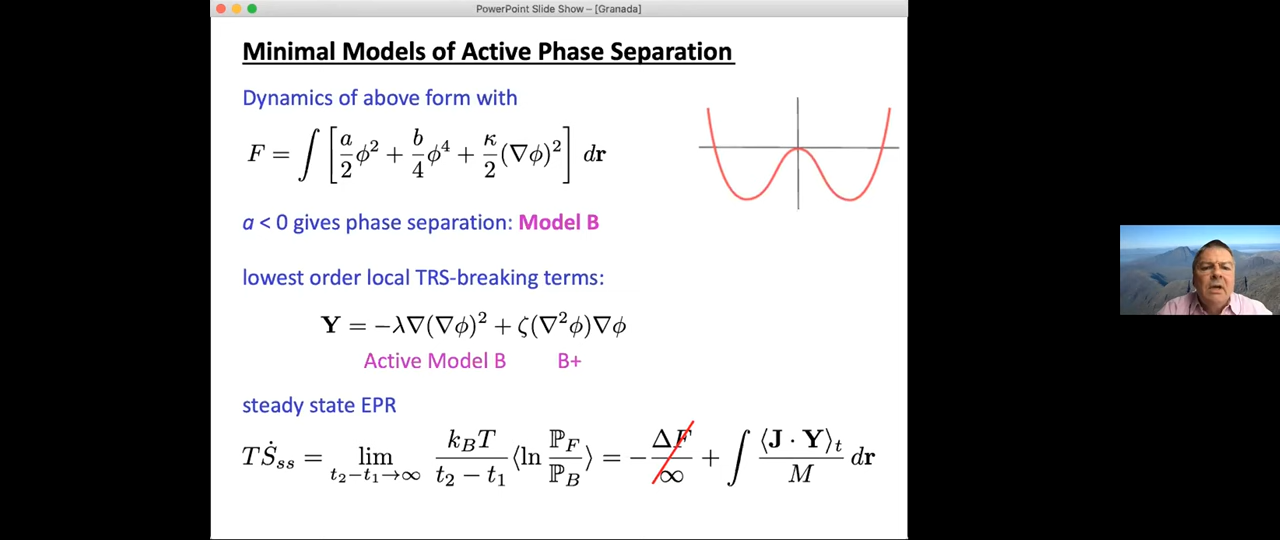 PowerPoint Slide Show – [Granada]
Minimal Models of Active Phase Separation
Dynamics of above form with
F = ∫ [ a/2 ϕ² + b/4 ϕ⁴ + κ/2 (∇ϕ)² ] dr
a < 0 gives phase separation: Model B
lowest order local TRS-breaking terms:
Y = −λ∇(∇ϕ)² + ζ(∇²ϕ)∇ϕ
Active Model B B+
steady state EPR
TṠ_ss = lim_{t₂−t₁→∞} k_BT/(t₂ − t₁) ⟨ln ℙ_F/ℙ_B⟩ = − ΔF/∞ + ∫ ⟨J · Y⟩_t/M dr